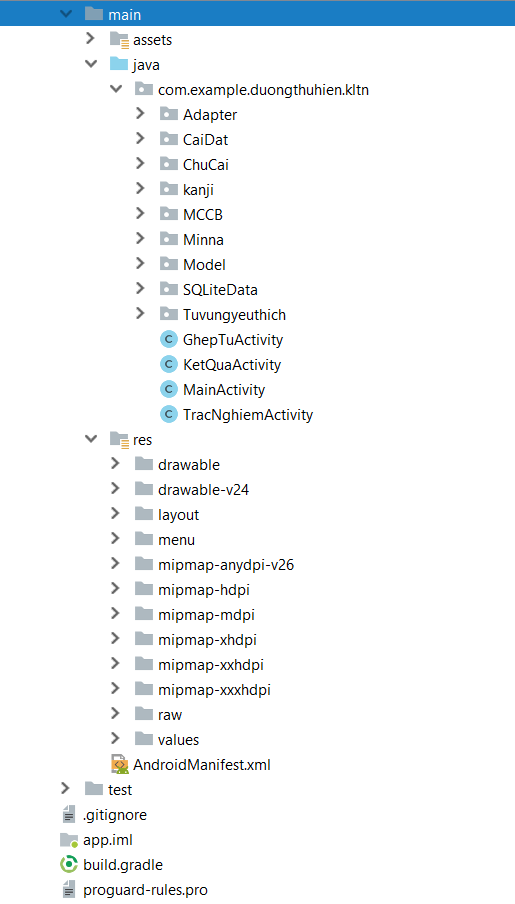 main
assets
java
com.example.duongthuhien.kltn
Adapter
CaiDat
ChuCai
kanji
MCCB
Minna
Model
SQLiteData
Tuvungyeuthich
GhepTuActivity
KetQuaActivity
MainActivity
TracNghiemActivity
res
drawable
drawable-v24
layout
menu
mipmap-anydpi-v26
mipmap-hdpi
mipmap-mdpi
mipmap-xhdpi
mipmap-xxhdpi
mipmap-xxxhdpi
raw
values
AndroidManifest.xml
test
.gitignore
app.iml
build.gradle
proguard-rules.pro